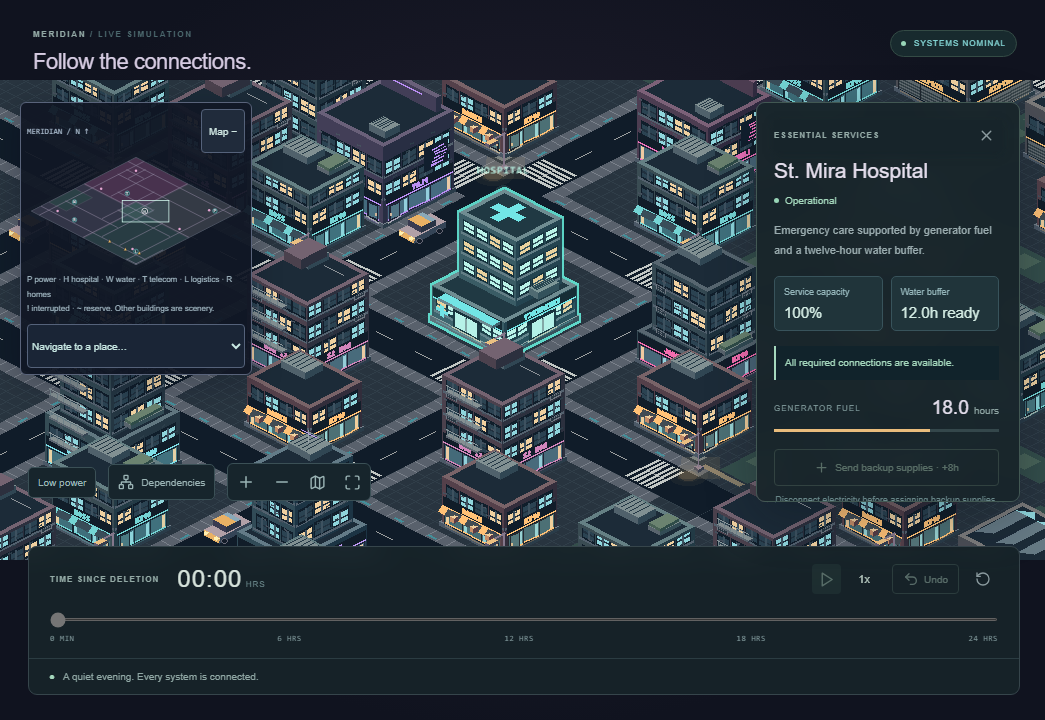 MERIDIAN / LIVE SIMULATION
Follow the connections.
SYSTEMS NOMINAL
MERIDIAN / N ↑
Map −
P power · H hospital · W water · T telecom · L logistics · R
homes
! interrupted · ~ reserve. Other buildings are scenery.
Navigate to a place...
HOSPITAL
ESSENTIAL SERVICES
St. Mira Hospital
Operational
Emergency care supported by generator fuel
and a twelve-hour water buffer.
Service capacity
100%
Water buffer
12.0h ready
All required connections are available.
GENERATOR FUEL
18.0 hours
Send backup supplies · +8h
Disconnect electricity before assigning backup supplies.
Low power
Dependencies
TIME SINCE DELETION
00:00 HRS
1x
Undo
0 MIN
6 HRS
12 HRS
18 HRS
24 HRS
A quiet evening. Every system is connected.